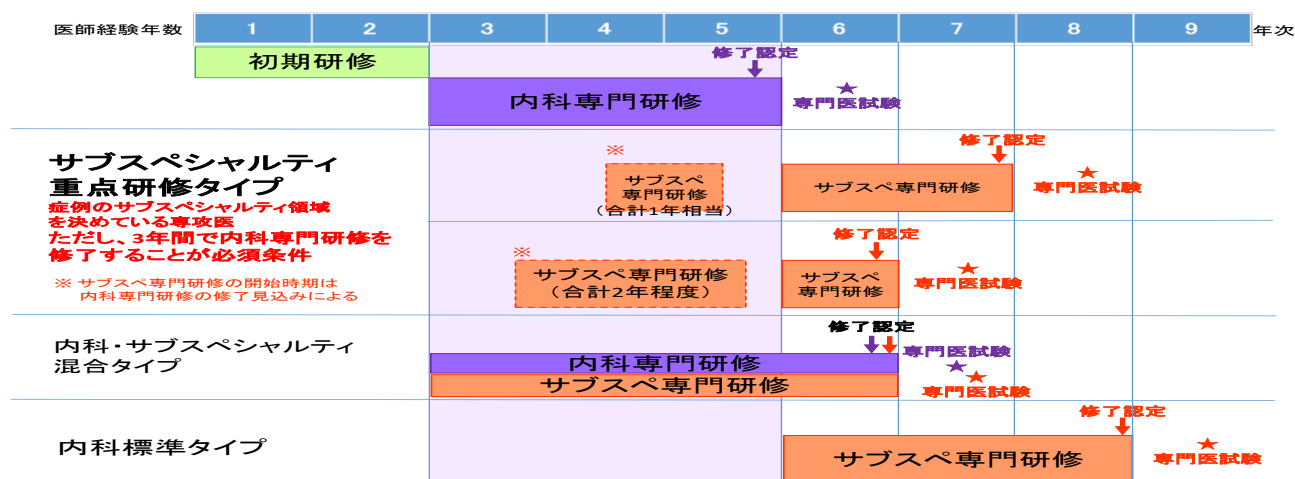 医師経験年数 1 2 3 4 5 6 7 8 9 年次
初期研修
修了認定
内科専門研修
★
専門医試験
サブスペシャルティ
重点研修タイプ
症例のサブスペシャルティ領域
を決めている専攻医
ただし、3年間で内科専門研修を
修了することが必須条件
※ サブスペ専門研修の開始時期は
内科専門研修の修了見込みによる
※
サブスペ
専門研修
(合計1年相当)
サブスペ専門研修
修了認定
★
専門医試験
※
サブスペ専門研修
(合計2年程度)
サブスペ
専門研修
修了認定
★
専門医試験
内科・サブスペシャルティ
混合タイプ
修了認定
内科専門研修
サブスペ専門研修
専門医試験
★
★
専門医試験
内科標準タイプ
サブスペ専門研修
修了認定
★
専門医試験